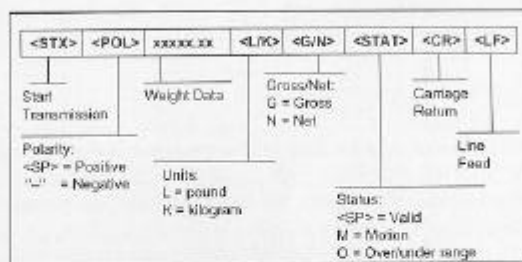 <STX> <POL> xxxxx.xx <L/K> <G/N> <STAT> <CR> <LF>
Start
Transmission
Weight Data
Gross/Net:
G = Gross
N = Net
Carriage
Return
Polarity:
<SP> = Positive
"–" = Negative
Units:
L = pound
K = kilogram
Line
Feed
Status:
<SP> = Valid
M = Motion
O = Over/under range